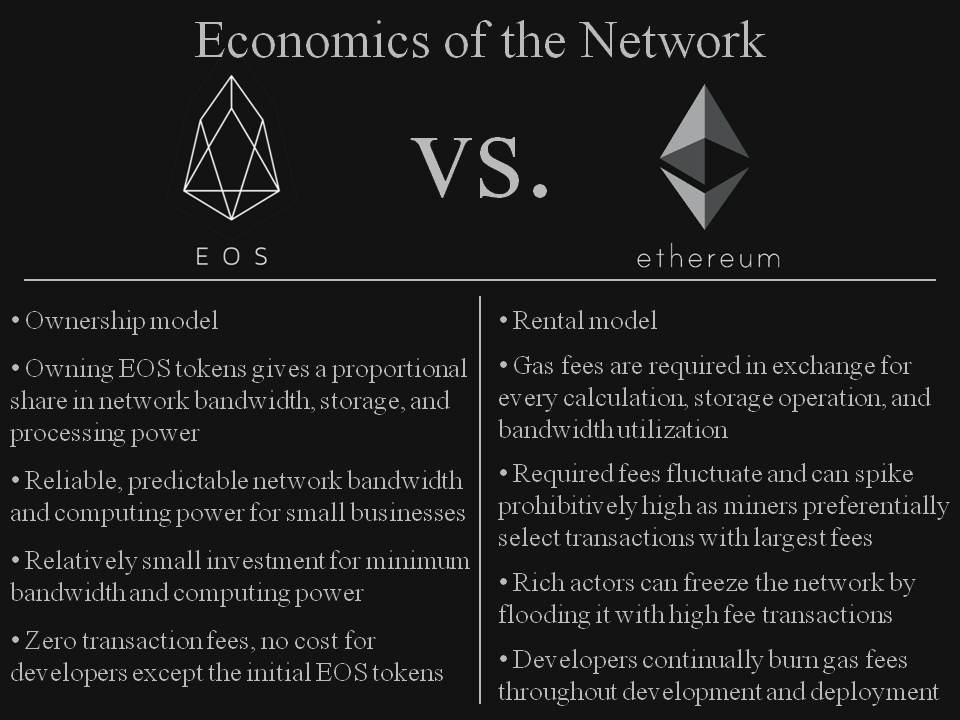 Economics of the Network
vs.
EOS
ethereum
• Ownership model
• Owning EOS tokens gives a proportional
share in network bandwidth, storage, and
processing power
• Reliable, predictable network bandwidth
and computing power for small businesses
• Relatively small investment for minimum
bandwidth and computing power
• Zero transaction fees, no cost for
developers except the initial EOS tokens
• Rental model
• Gas fees are required in exchange for
every calculation, storage operation, and
bandwidth utilization
• Required fees fluctuate and can spike
prohibitively high as miners preferentially
select transactions with largest fees
• Rich actors can freeze the network by
flooding it with high fee transactions
• Developers continually burn gas fees
throughout development and deployment